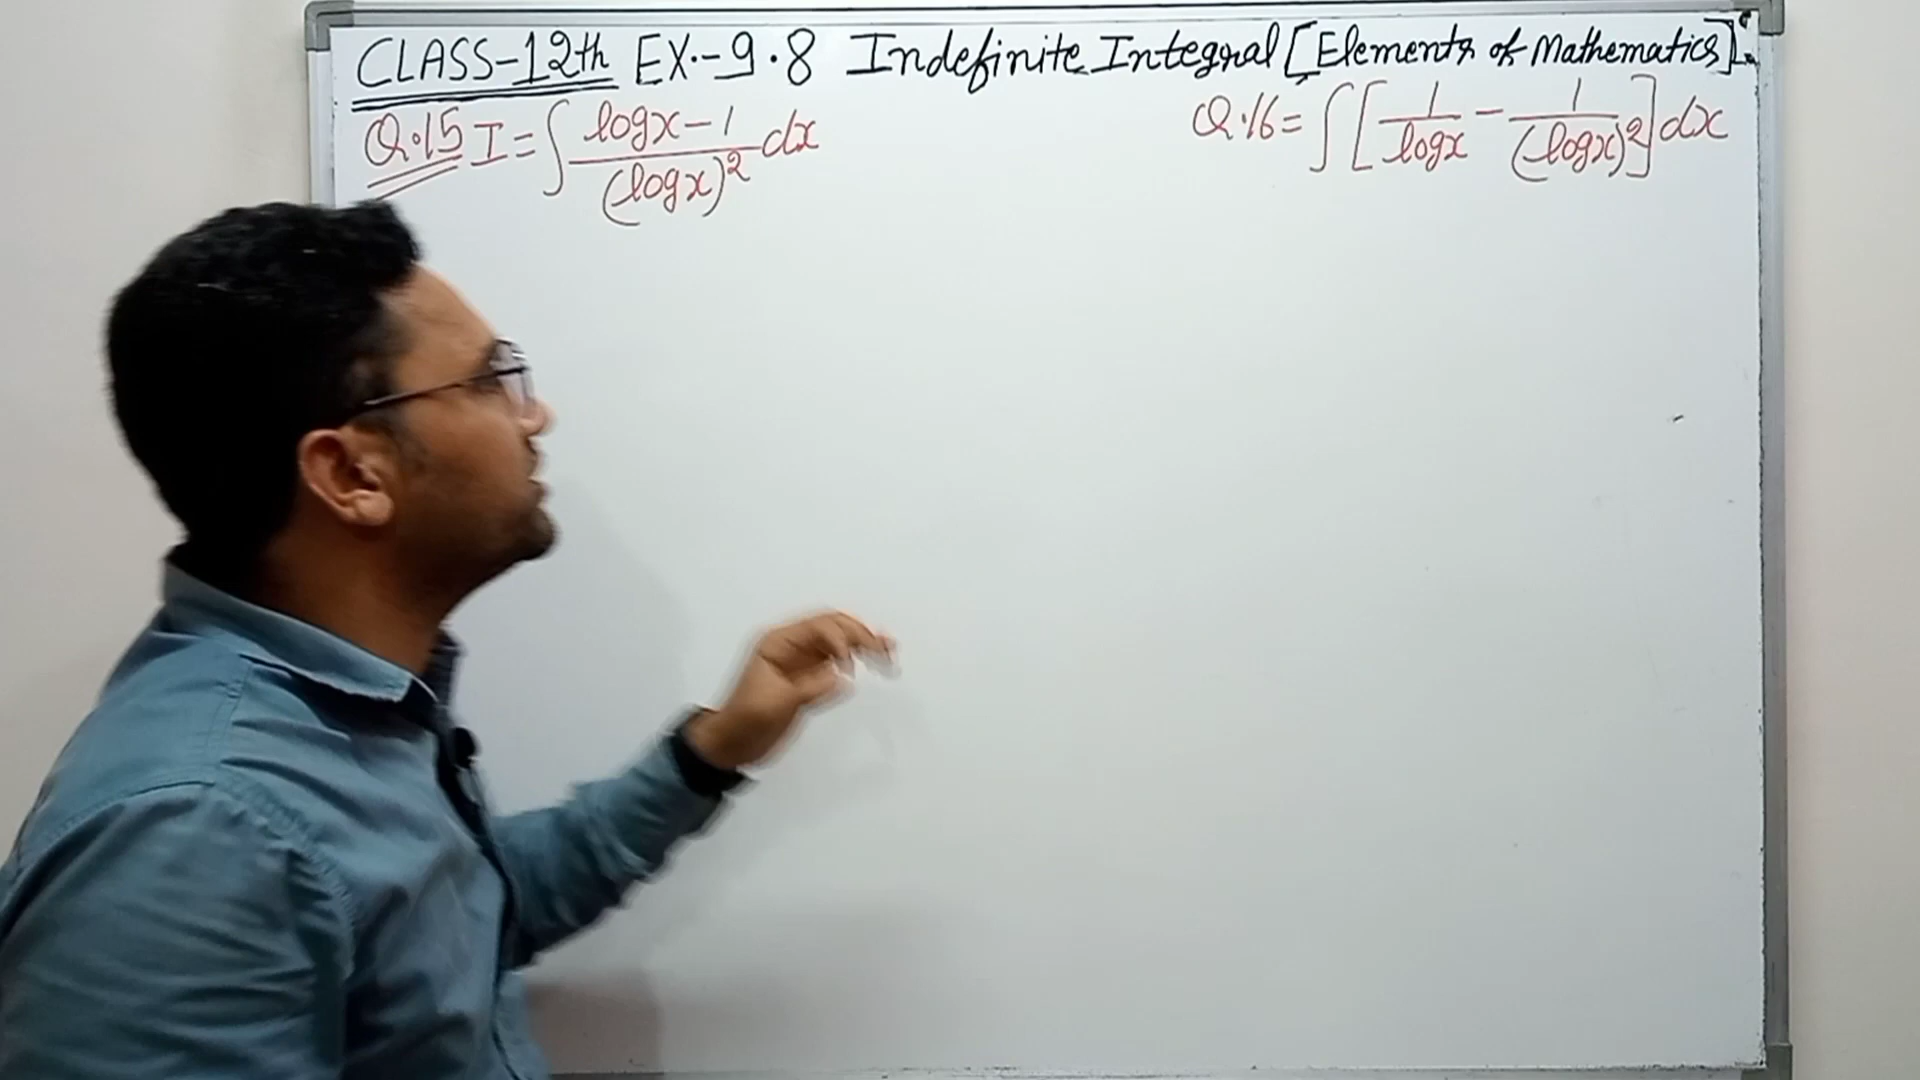 CLASS-12th EX.-9.8 Indefinite Integral [Elements of Mathematics].
Q.15 I = ∫ logx-1 / (logx)² dx
Q.16 = ∫ [ 1/logx - 1/(logx)² ] dx